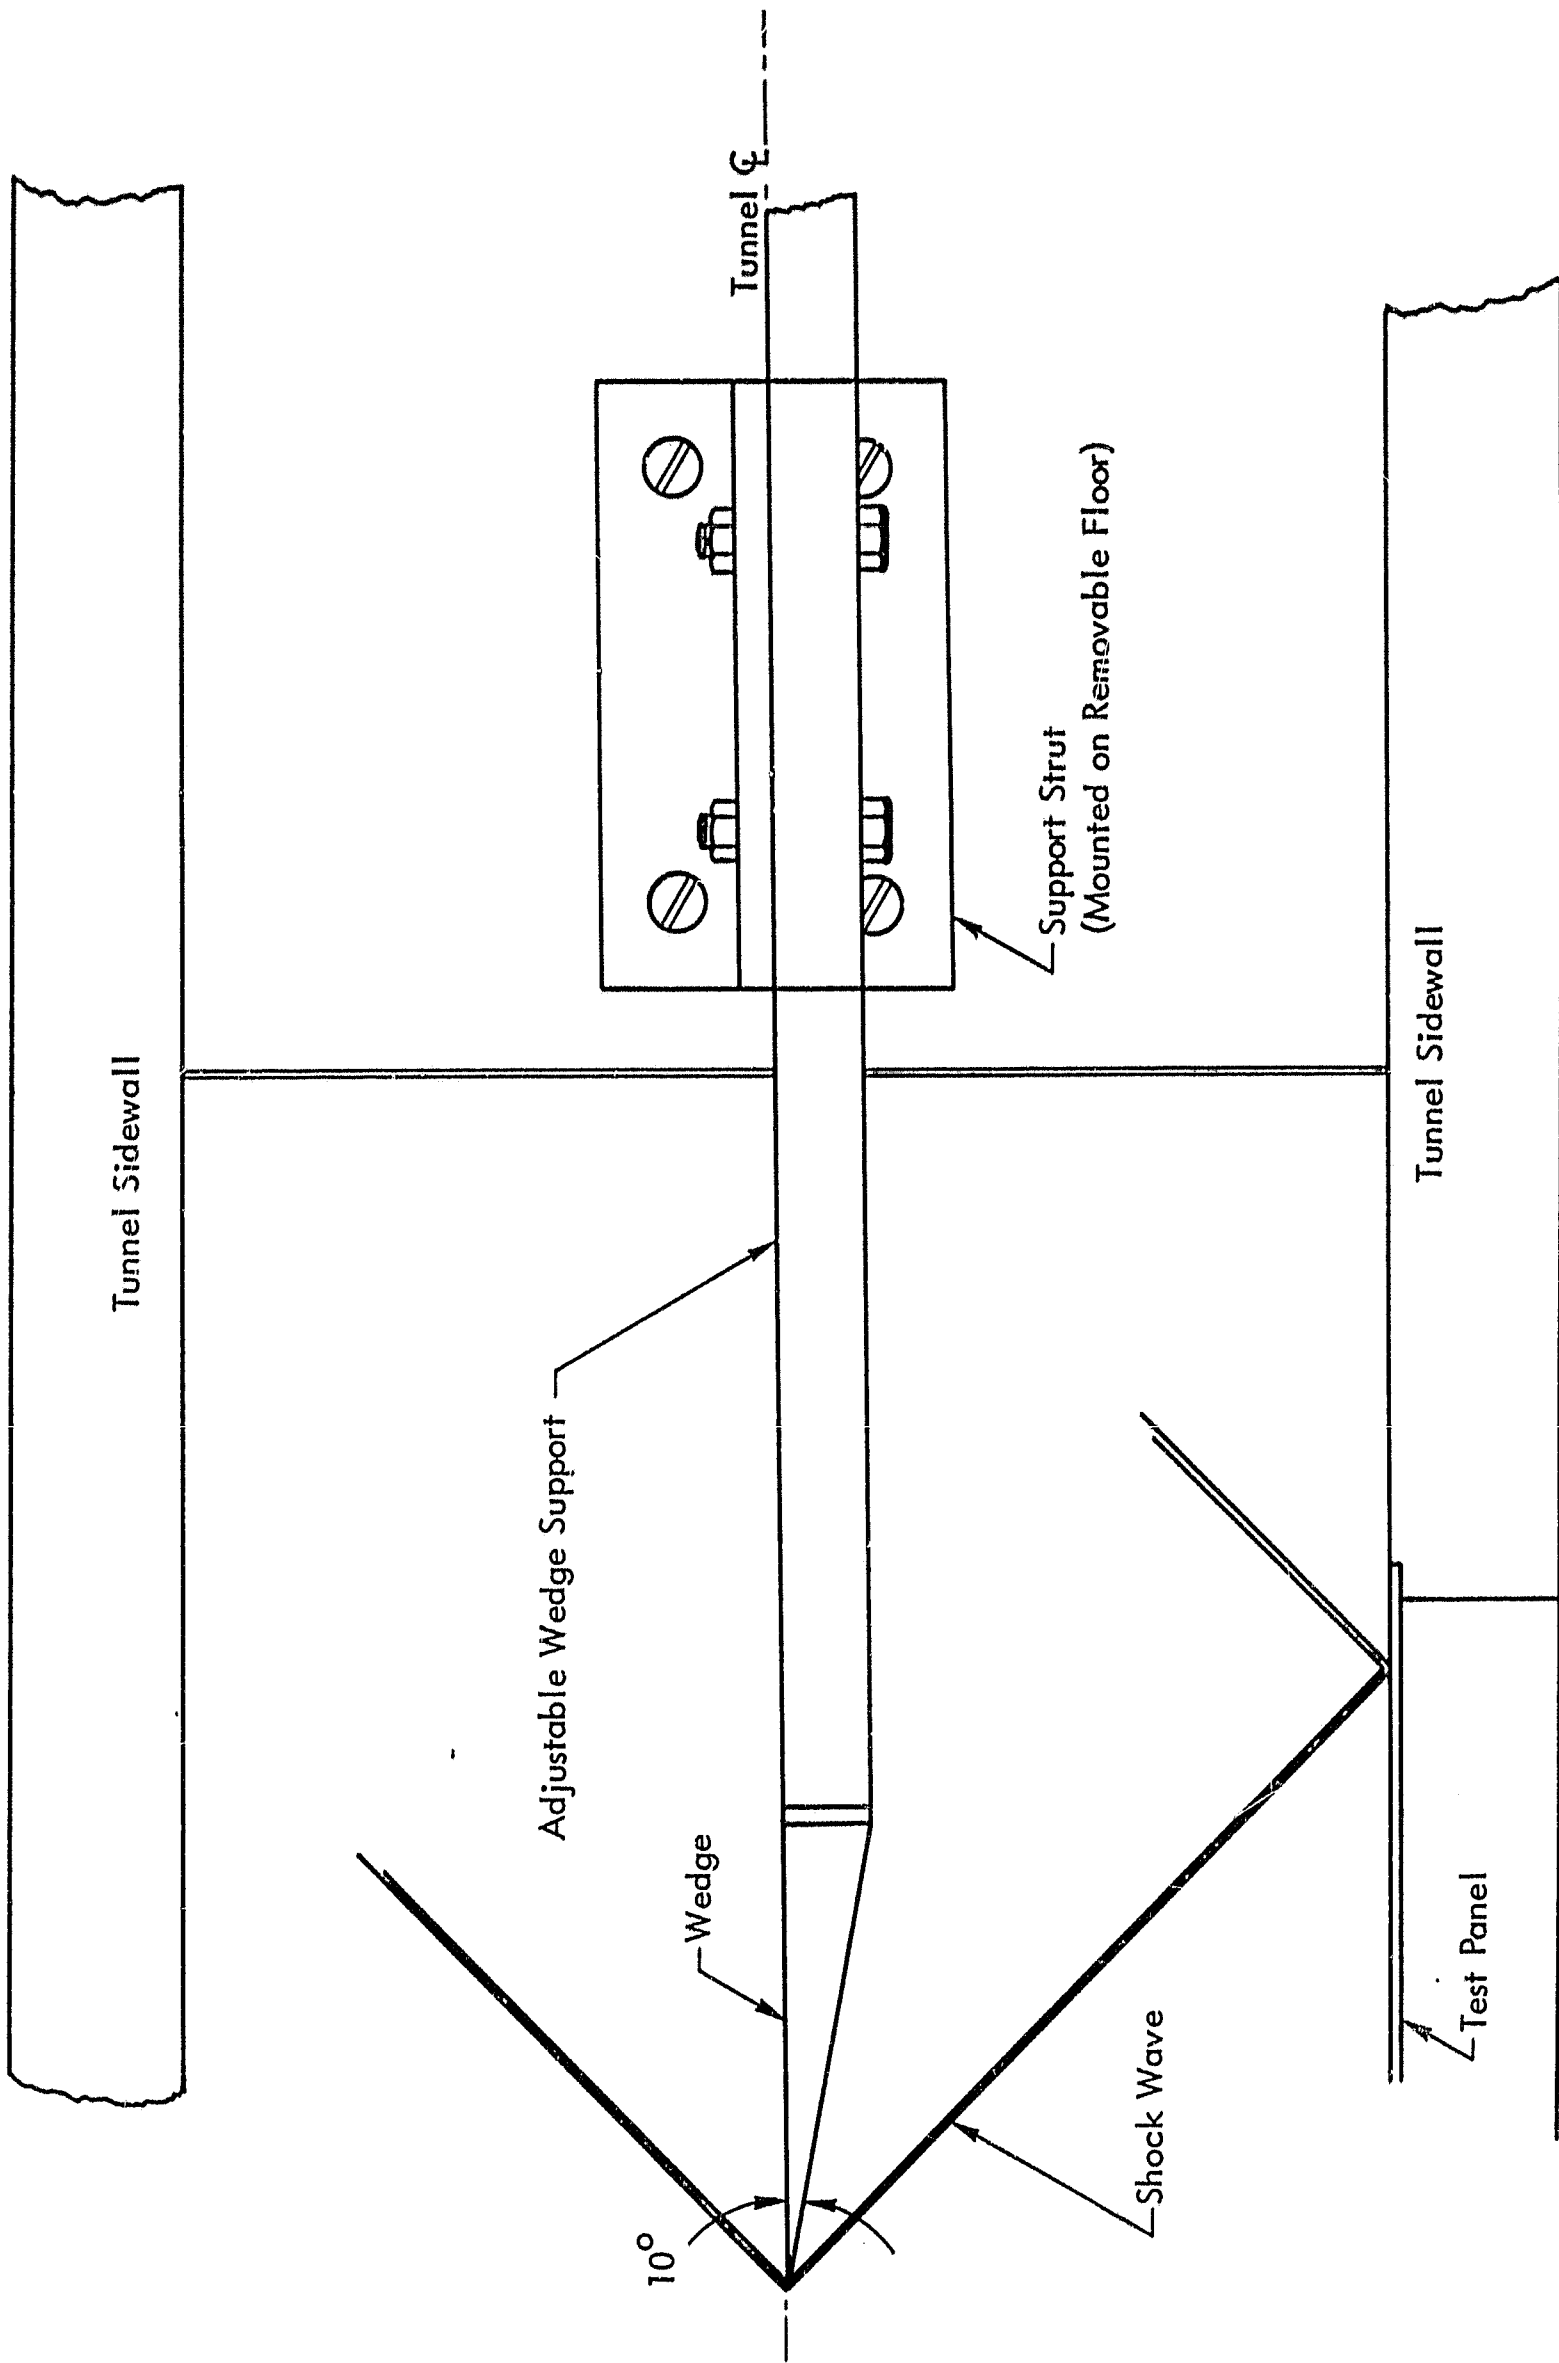 Tunnel Sidewall
Adjustable Wedge Support
Wedge
10°
Tunnel ℄
Support Strut
(Mounted on Removable Floor)
Shock Wave
Tunnel Sidewall
Test Panel